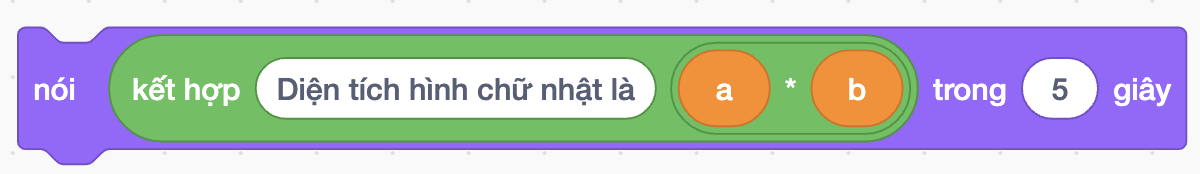 nói kết hợp Diện tích hình chữ nhật là a * b trong 5 giây